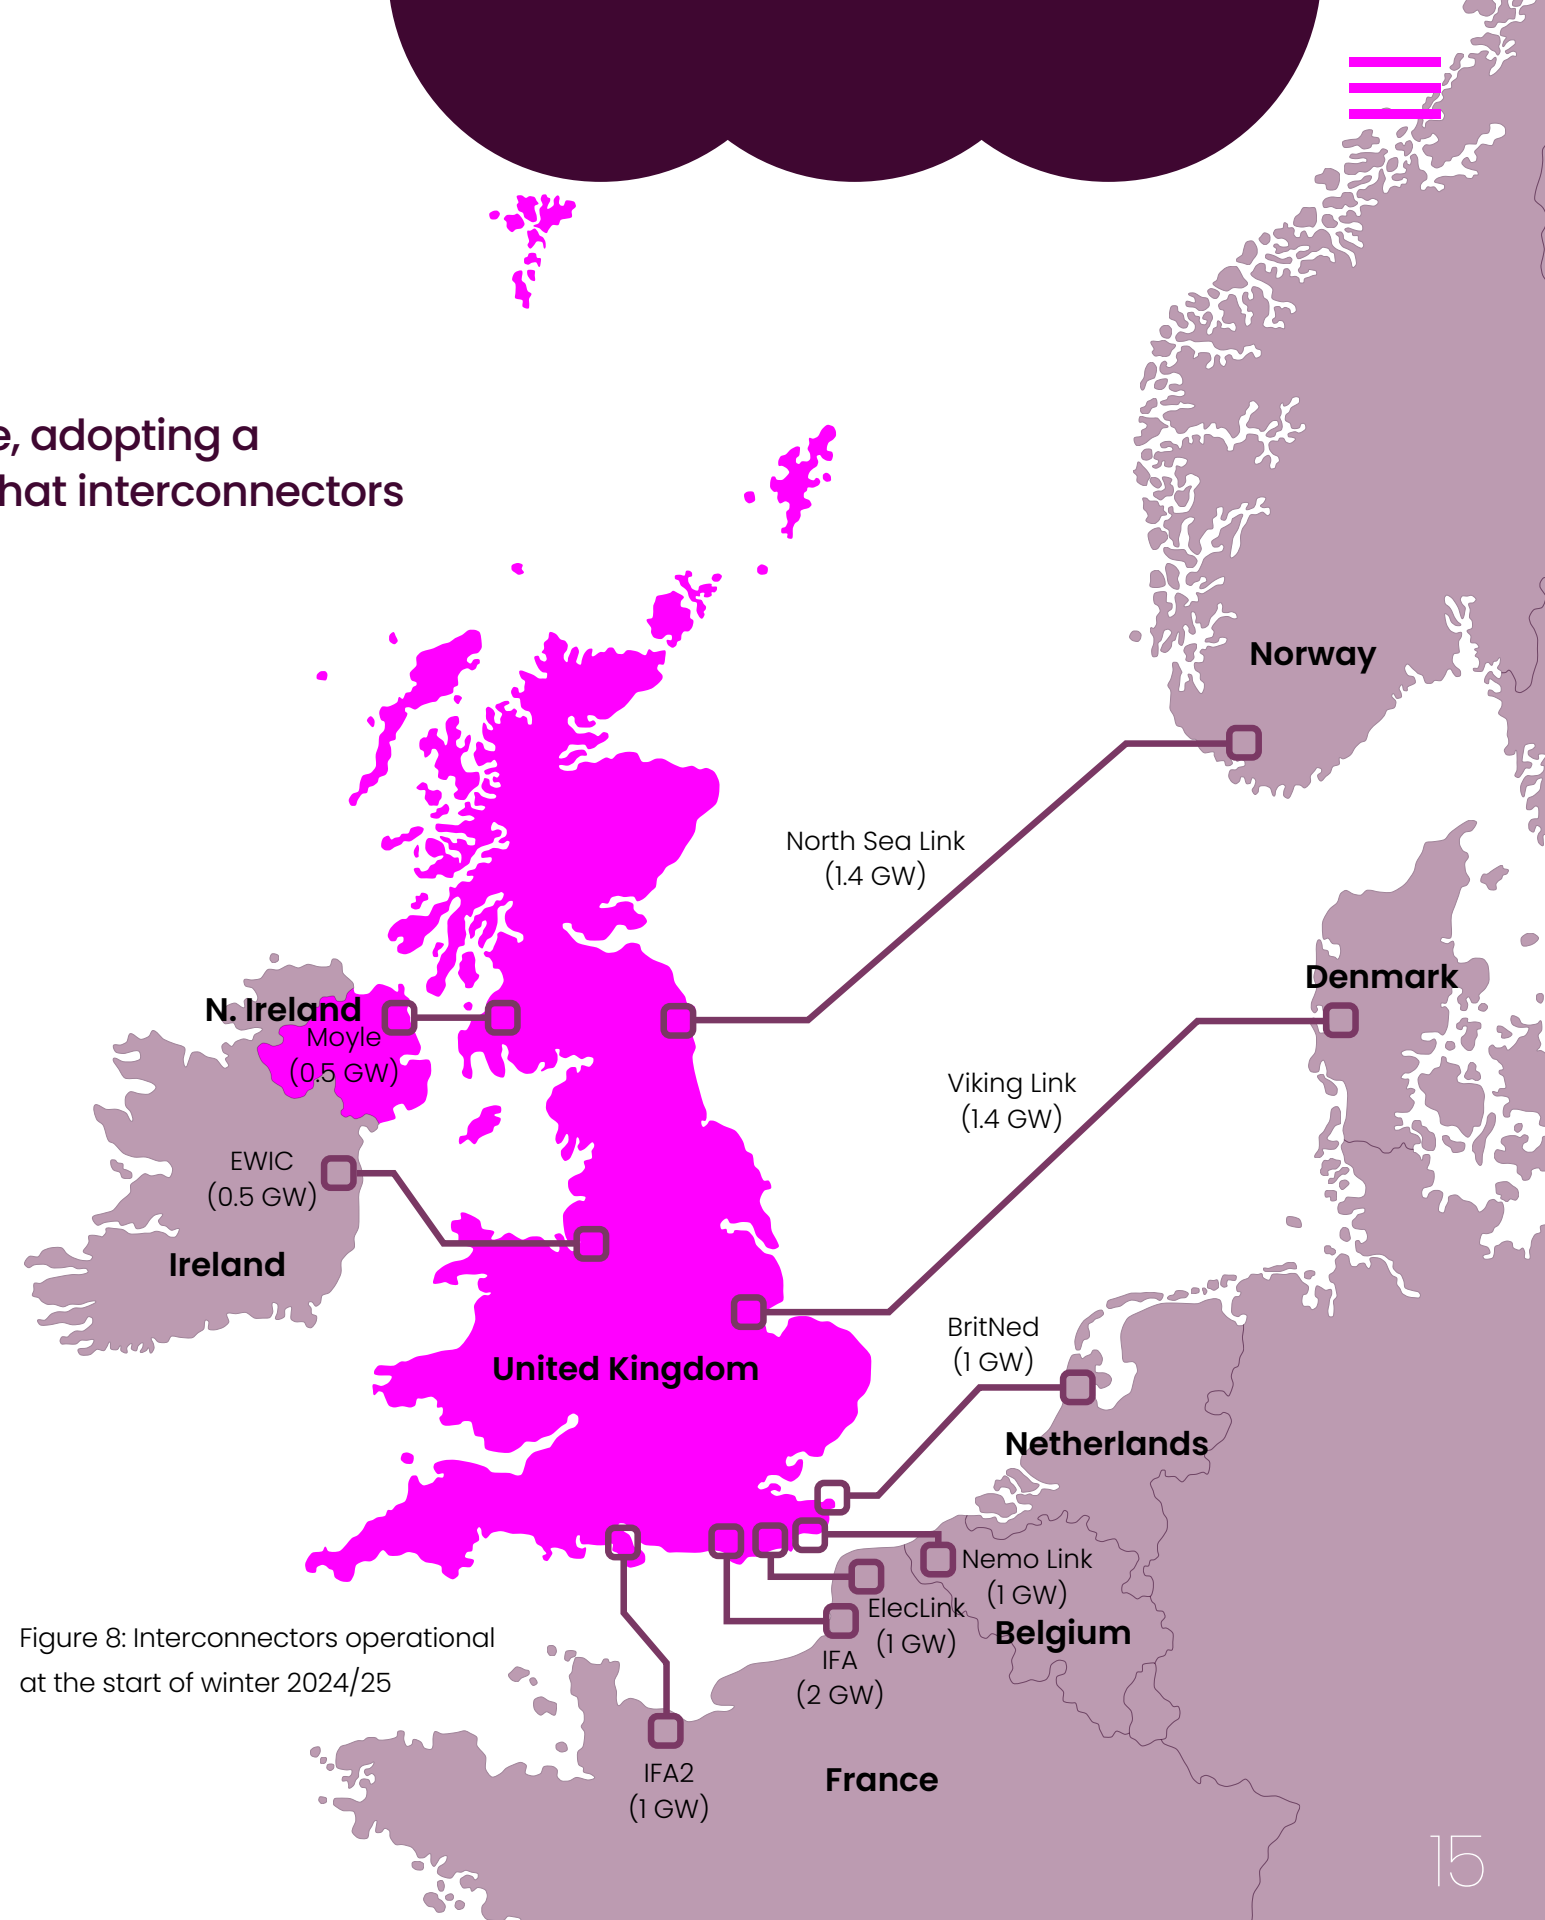 e, adopting a
hat interconnectors
Norway
North Sea Link
(1.4 GW)
Denmark
N. Ireland
Moyle
(0.5 GW)
Viking Link
(1.4 GW)
EWIC
(0.5 GW)
Ireland
BritNed
(1 GW)
United Kingdom
Netherlands
Nemo Link
(1 GW)
ElecLink
(1 GW)
Belgium
IFA
(2 GW)
Figure 8: Interconnectors operational
at the start of winter 2024/25
IFA2
(1 GW)
France
15